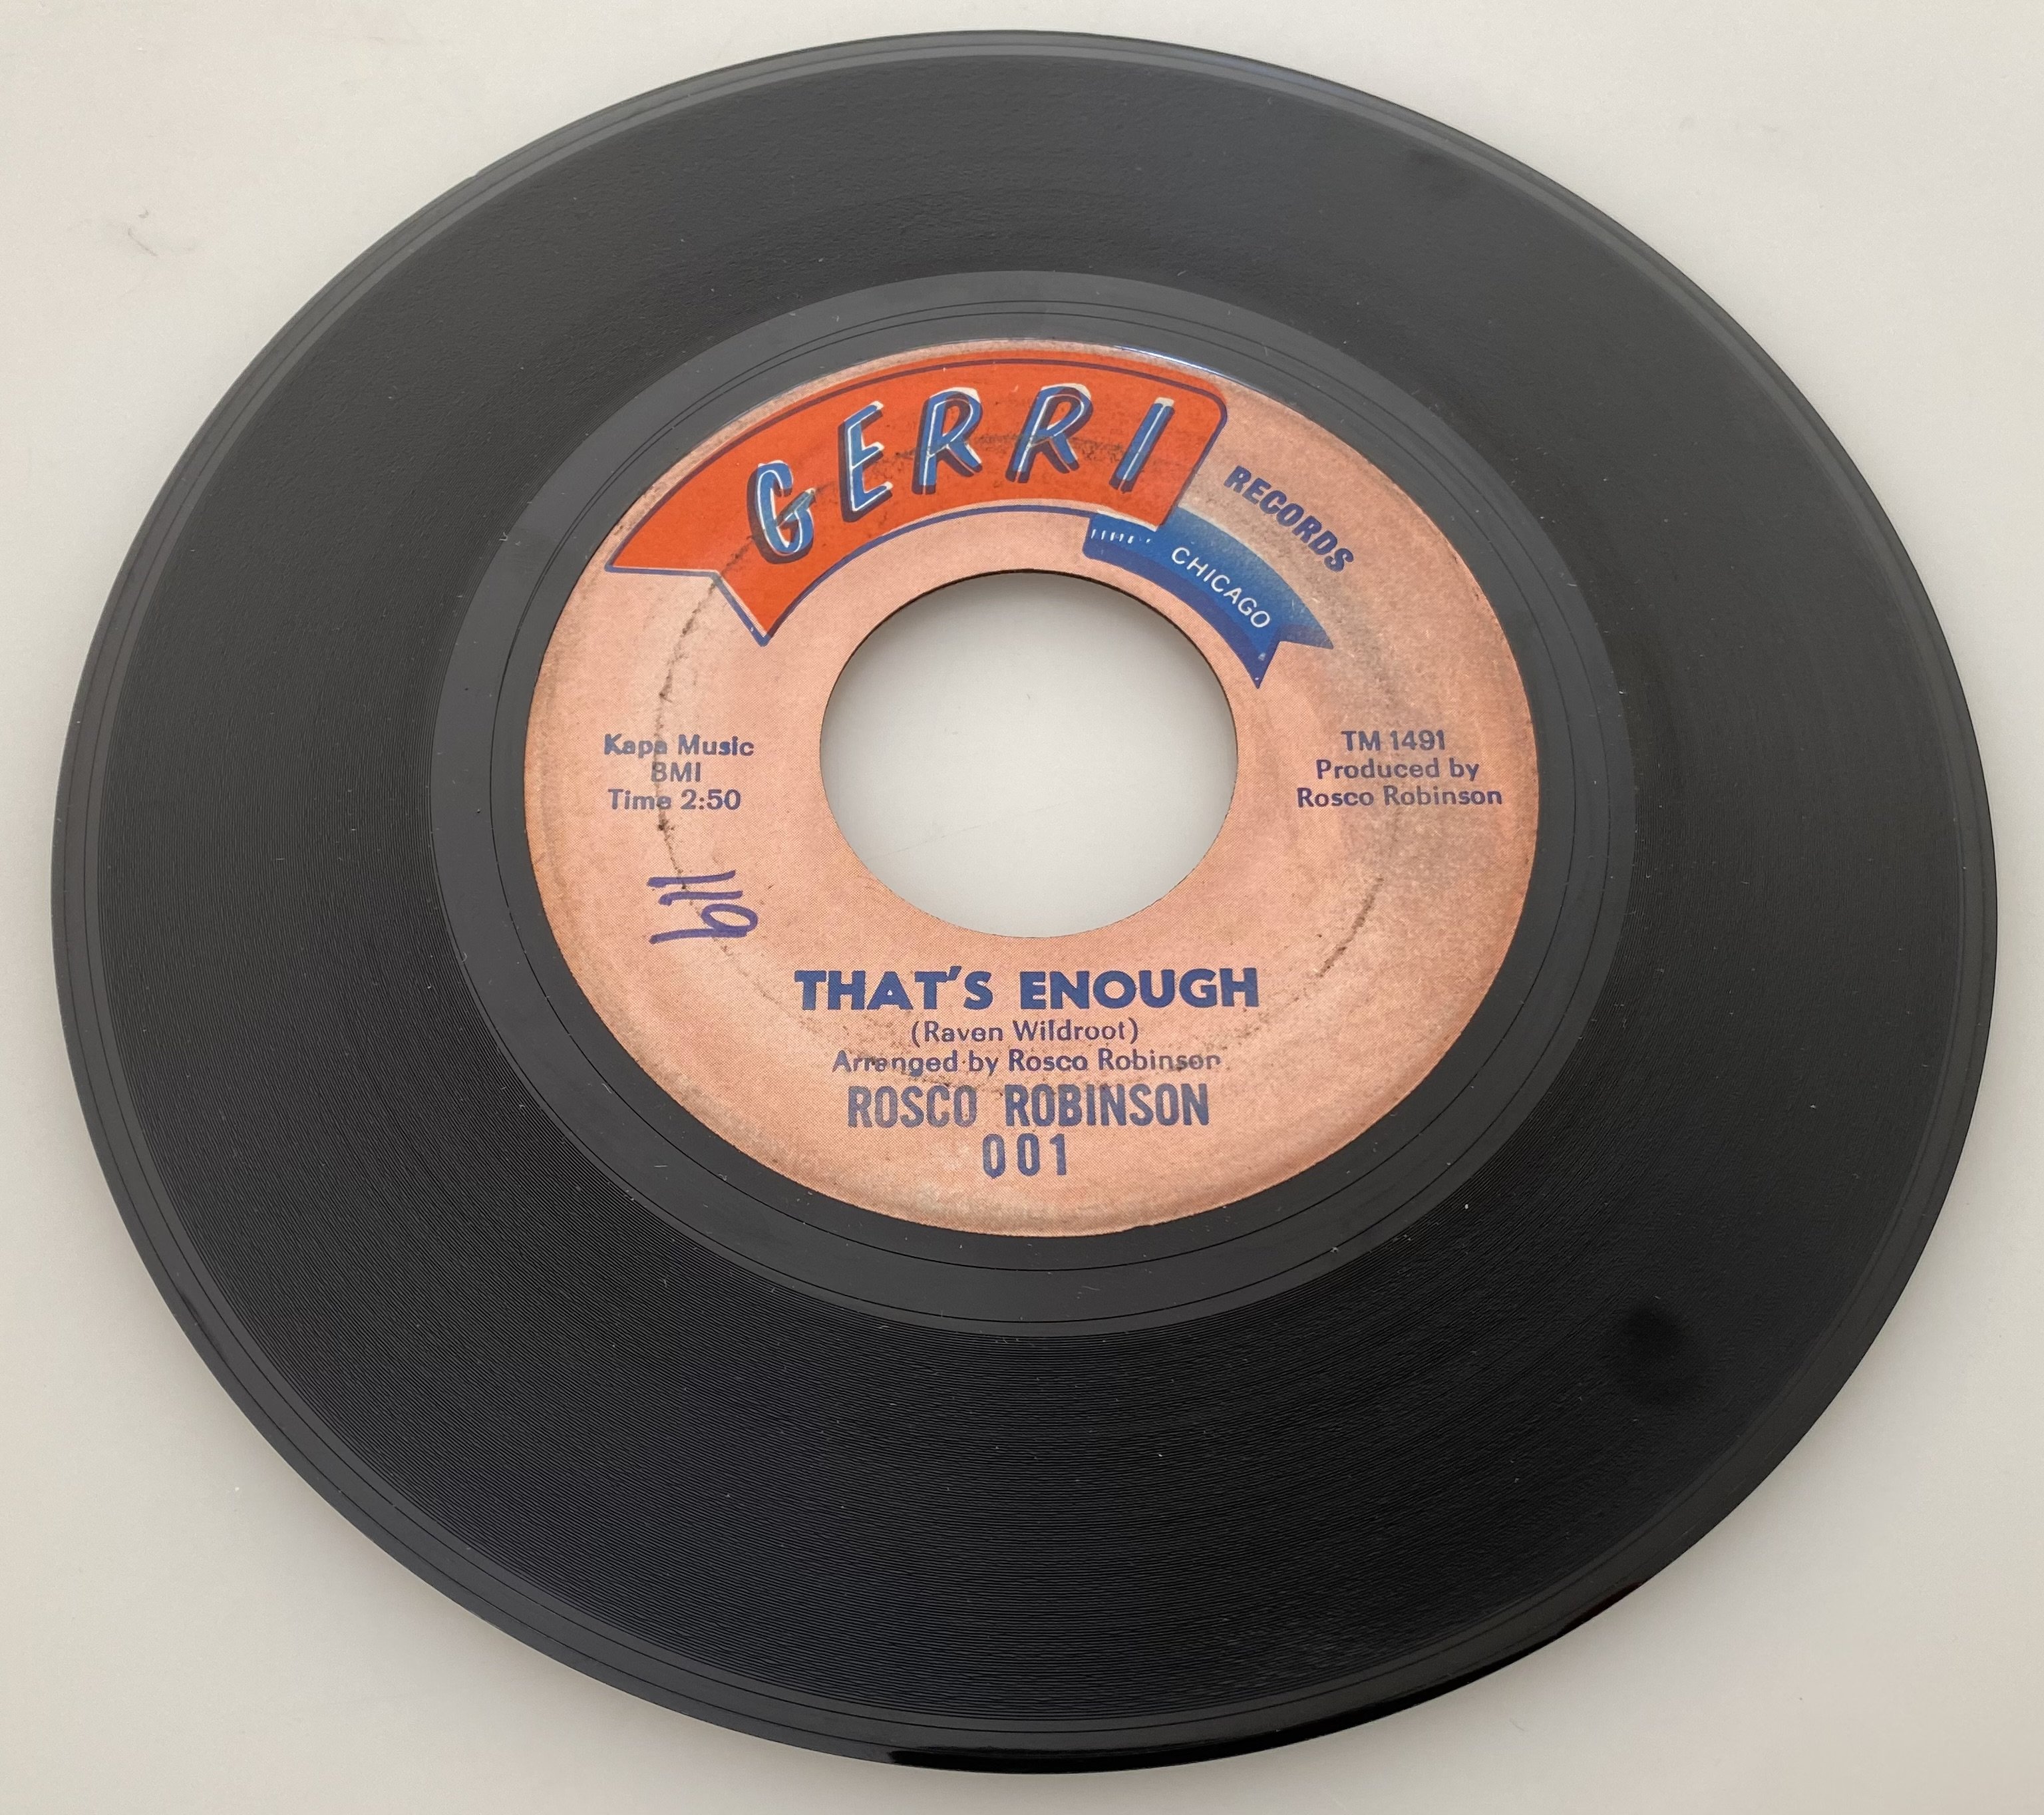 GERRI
RECORDS
CHICAGO
Kapa Music
BMI
Time 2:50
TM 1491
Produced by
Rosco Robinson
119
THAT'S ENOUGH
(Raven Wildroot)
Arranged by Rosco Robinson
ROSCO ROBINSON
001